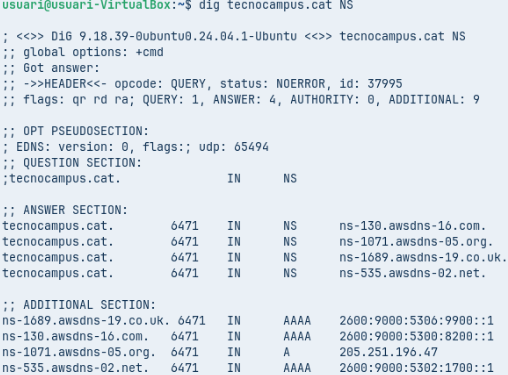 usuari@usuari-VirtualBox:~$ dig tecnocampus.cat NS

; <<>> DiG 9.18.39-0ubuntu0.24.04.1-Ubuntu <<>> tecnocampus.cat NS
;; global options: +cmd
;; Got answer:
;; ->>HEADER<<- opcode: QUERY, status: NOERROR, id: 37995
;; flags: qr rd ra; QUERY: 1, ANSWER: 4, AUTHORITY: 0, ADDITIONAL: 9

;; OPT PSEUDOSECTION:
; EDNS: version: 0, flags:; udp: 65494
;; QUESTION SECTION:
;tecnocampus.cat. IN NS

;; ANSWER SECTION:
tecnocampus.cat. 6471 IN NS ns-130.awsdns-16.com.
tecnocampus.cat. 6471 IN NS ns-1071.awsdns-05.org.
tecnocampus.cat. 6471 IN NS ns-1689.awsdns-19.co.uk.
tecnocampus.cat. 6471 IN NS ns-535.awsdns-02.net.

;; ADDITIONAL SECTION:
ns-1689.awsdns-19.co.uk. 6471 IN AAAA 2600:9000:5306:9900::1
ns-130.awsdns-16.com. 6471 IN AAAA 2600:9000:5300:8200::1
ns-1071.awsdns-05.org. 6471 IN A 205.251.196.47
ns-535.awsdns-02.net. 6471 IN AAAA 2600:9000:5302:1700::1